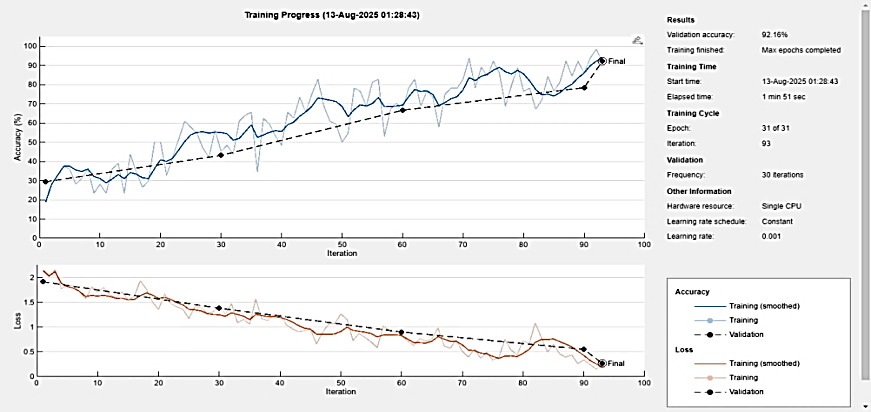 Training Progress (13-Aug-2025 01:28:43)
100
90
80
70
60
50
40
30
20
10
0
Accuracy (%)
Final
0 10 20 30 40 50 60 70 80 90 100
Iteration
2
1.5
1
0.5
0
Loss
Final
0 10 20 30 40 50 60 70 80 90 100
Iteration
Results
Validation accuracy: 92.16%
Training finished: Max epochs completed
Training Time
Start time: 13-Aug-2025 01:28:43
Elapsed time: 1 min 51 sec
Training Cycle
Epoch: 31 of 31
Iteration: 93
Validation
Frequency: 30 iterations
Other Information
Hardware resource: Single CPU
Learning rate schedule: Constant
Learning rate: 0.001
Accuracy
Training (smoothed)
Training
Validation
Loss
Training (smoothed)
Training
Validation